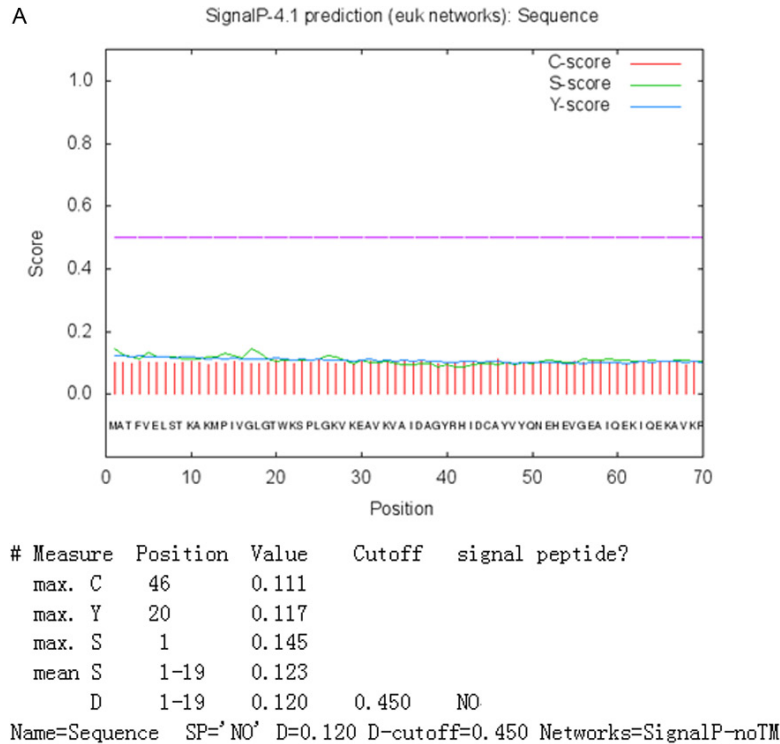 A
SignalP-4.1 prediction (euk networks): Sequence
C-score
S-score
Y-score
1.0
0.8
0.6
0.4
0.2
0.0
Score
MATFVELSTKAKMPIVGLGTWKSPLGKVKEAVKVAIDAGYRHIDCAYVYQNEHEVGEAIQEKIQEKAVKR
0 10 20 30 40 50 60 70
Position
# Measure Position Value Cutoff signal peptide?
max. C 46 0.111
max. Y 20 0.117
max. S 1 0.145
mean S 1-19 0.123
D 1-19 0.120 0.450 NO
Name=Sequence SP='NO' D=0.120 D-cutoff=0.450 Networks=SignalP-noTM